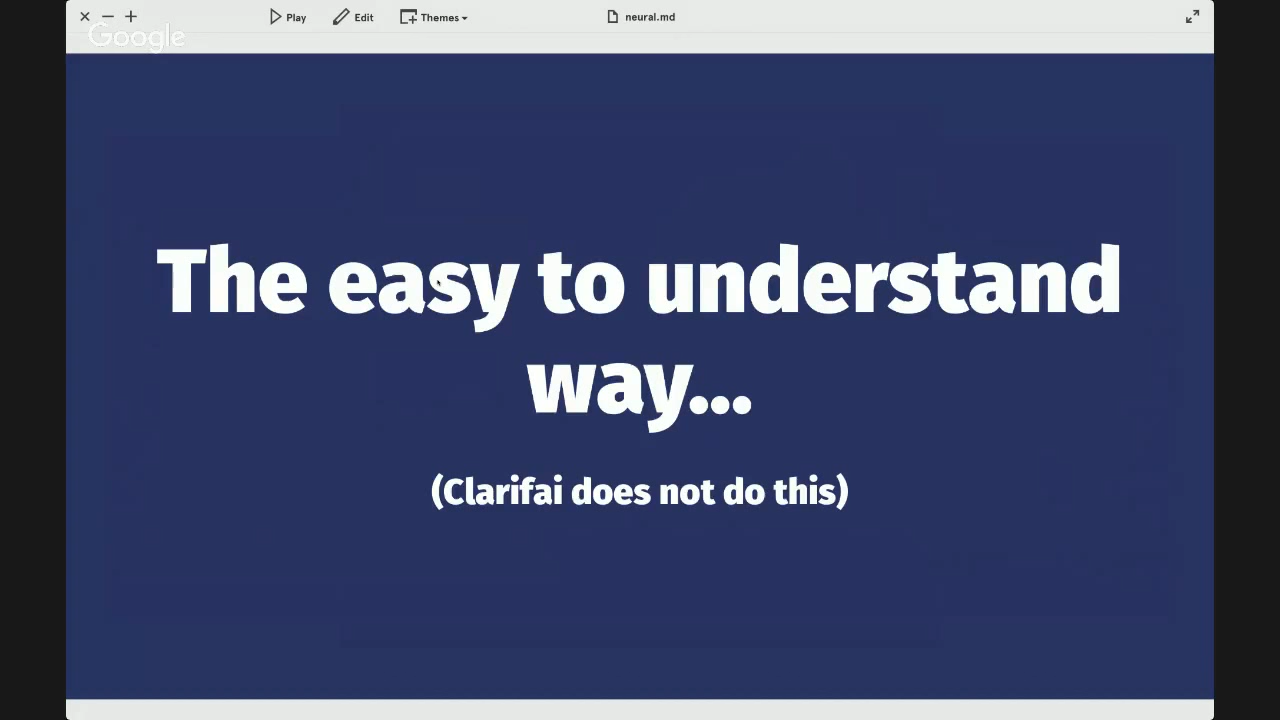 Play Edit Themes neural.md
Google
The easy to understand
way...
(Clarifai does not do this)